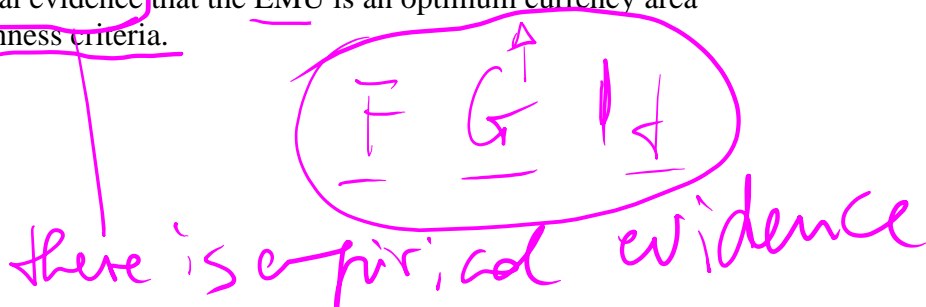 al evidence that the EMU is an optimum currency area
nness criteria.
F G
there is empirical evidence